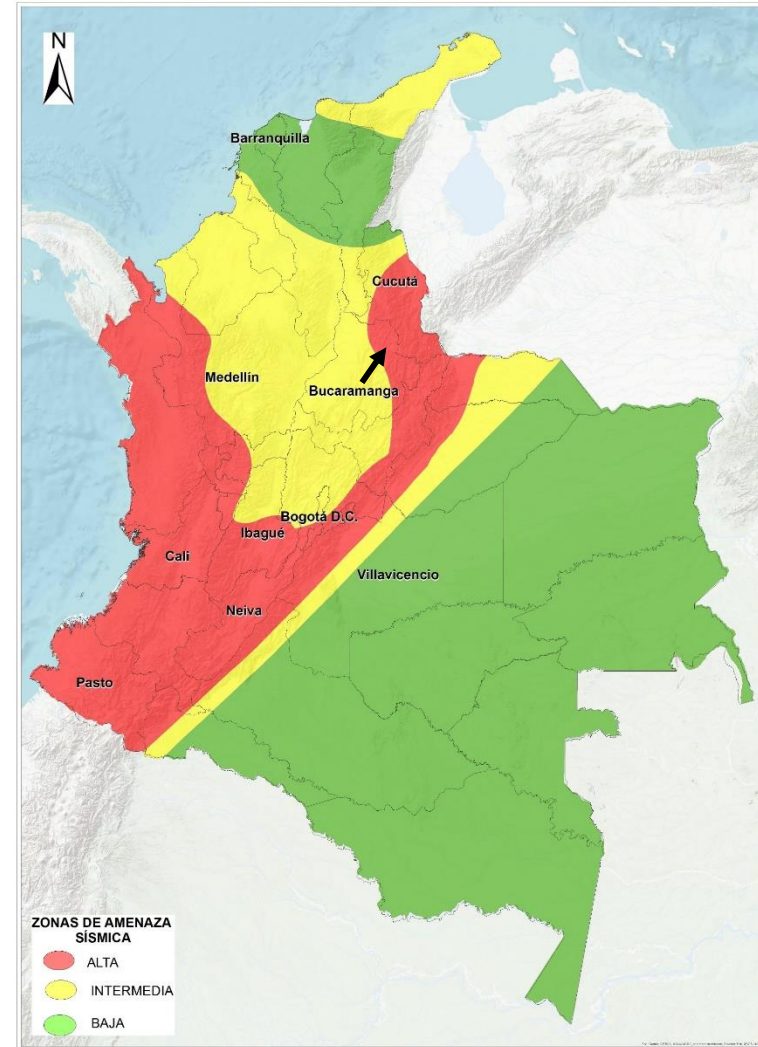 N
Barranquilla
Cucutá
Medellín
Bucaramanga
Bogotá D.C.
Ibagué
Cali
Villavicencio
Neiva
Pasto
ZONAS DE AMENAZA
SÍSMICA
ALTA
INTERMEDIA
BAJA